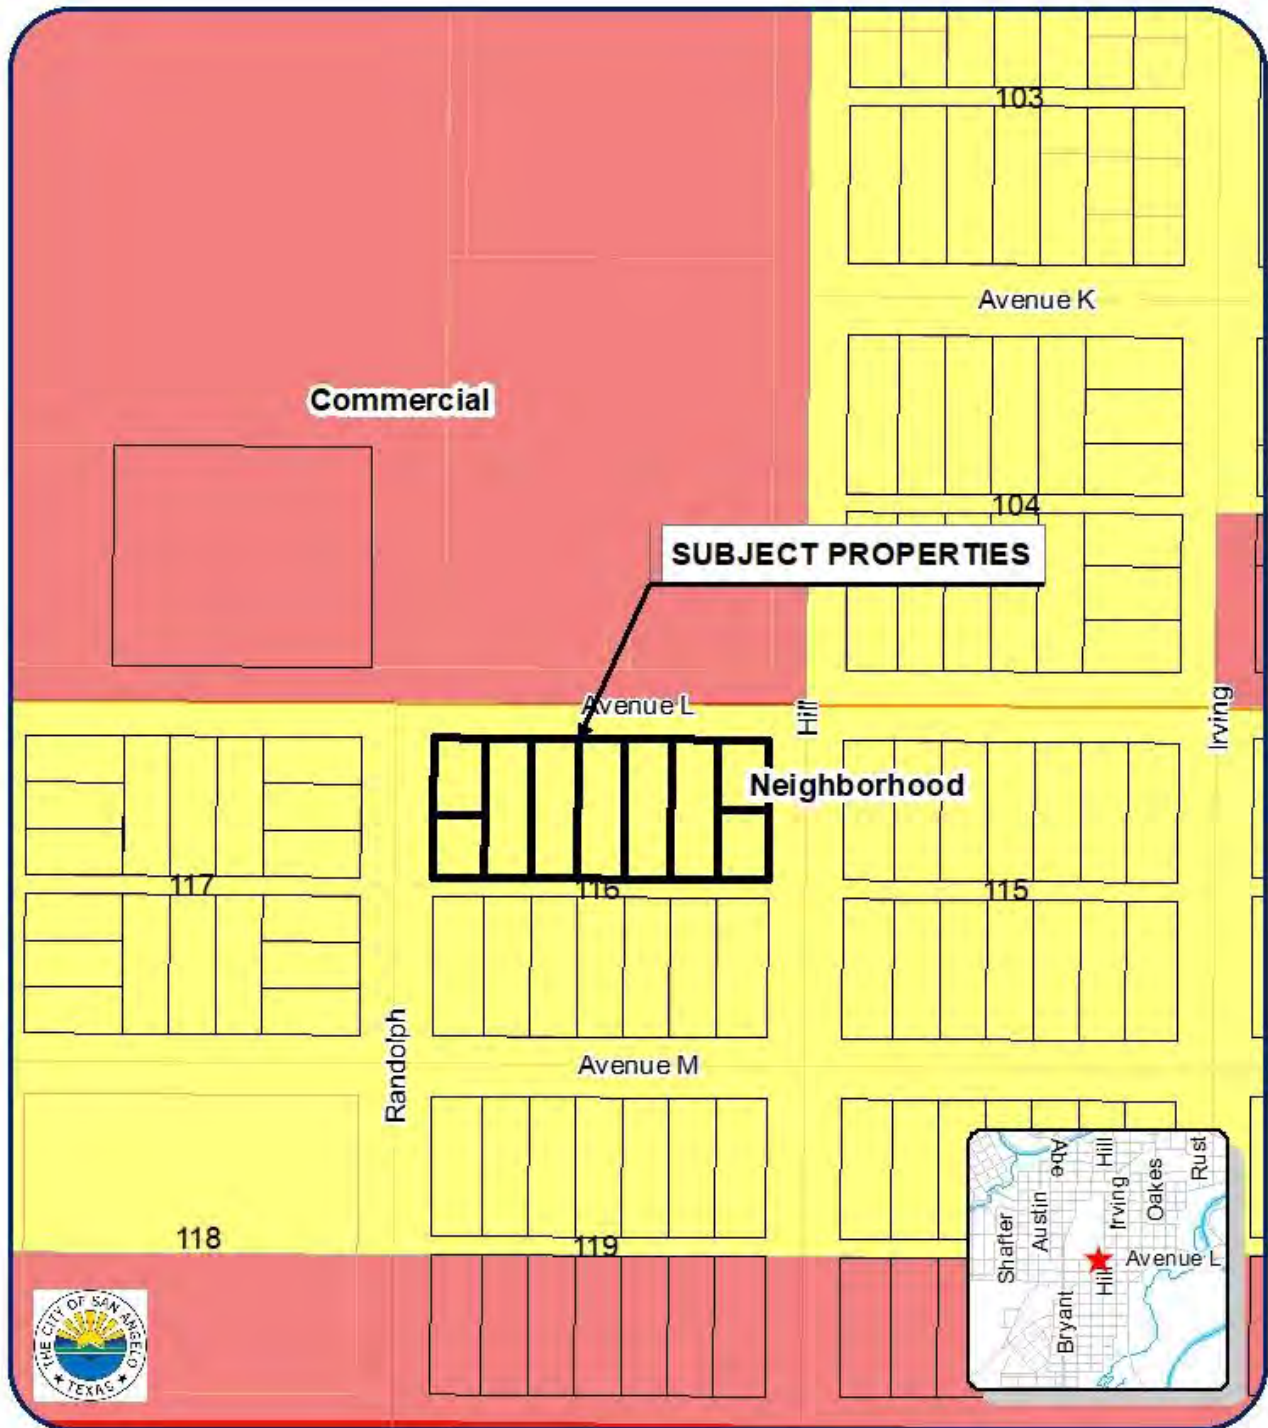 103
Avenue K
Commercial
104
SUBJECT PROPERTIES
Avenue L
Hill
Irving
Neighborhood
117
116
115
Randolph
Avenue M
118
119
Abe
Hill
Rust
Irving
Oakes
Austin
Shafter
Avenue L
Hill
Bryant
THE CITY OF SAN ANGELO
TEXAS